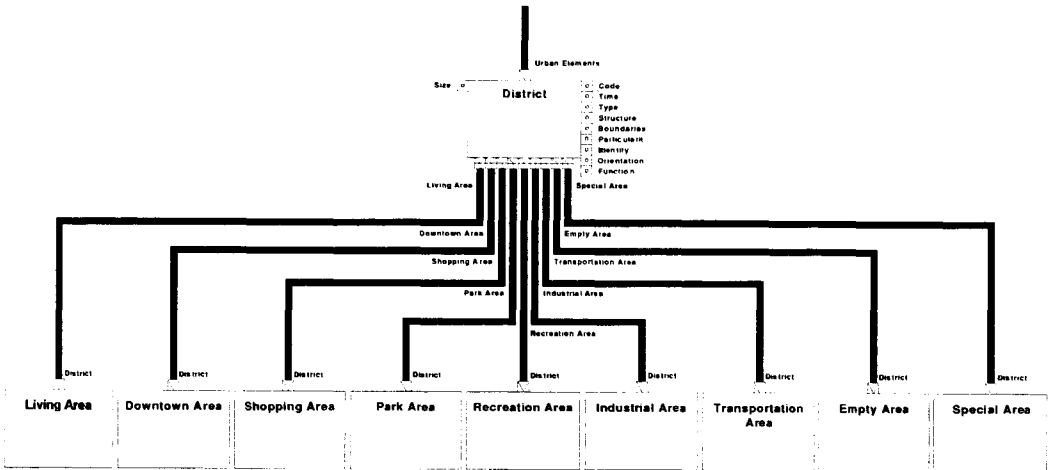 Urban Elements
Size
District
Code
Time
Type
Structure
Boundaries
Particularit
Identity
Orientation
Function
Living Area
Special Area
Downtown Area
Empty Area
Shopping Area
Transportation Area
Park Area
Industrial Area
Recreation Area
District
District
District
District
District
District
District
District
District
Living Area
Downtown Area
Shopping Area
Park Area
Recreation Area
Industrial Area
Transportation
Area
Empty Area
Special Area